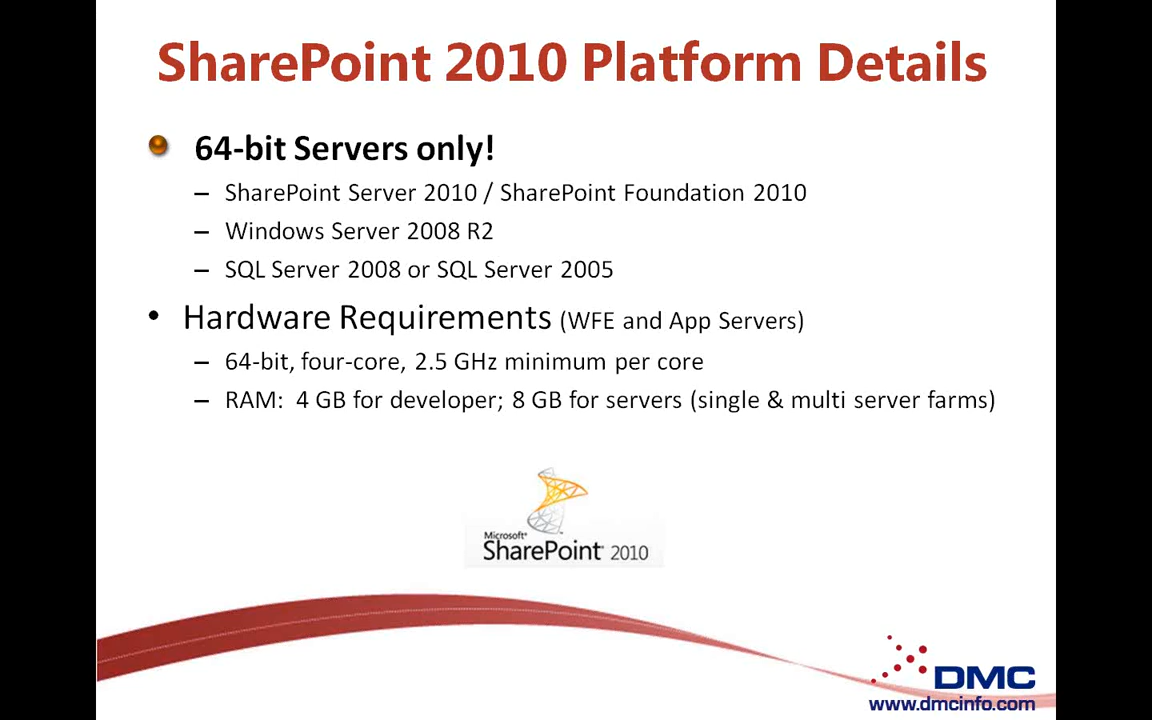 SharePoint 2010 Platform Details
64-bit Servers only!
– SharePoint Server 2010 / SharePoint Foundation 2010
– Windows Server 2008 R2
– SQL Server 2008 or SQL Server 2005
• Hardware Requirements (WFE and App Servers)
– 64-bit, four-core, 2.5 GHz minimum per core
– RAM: 4 GB for developer; 8 GB for servers (single & multi server farms)
Microsoft®
SharePoint® 2010
DMC
www.dmcinfo.com